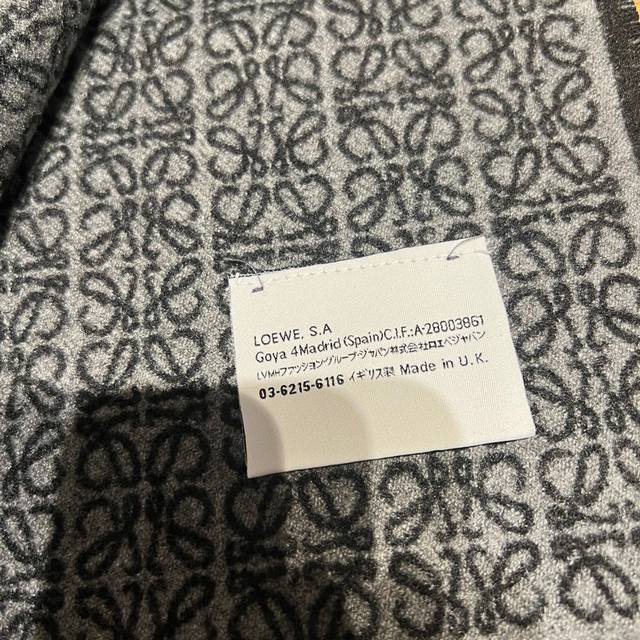 LOEWE, S.A
Goya 4Madrid (Spain)C.I.F.:A-28003861
LVMHファッション・グループ・ジャパン株式会社ロエベジャパン
03-6215-6116 イギリス製 Made in U.K.